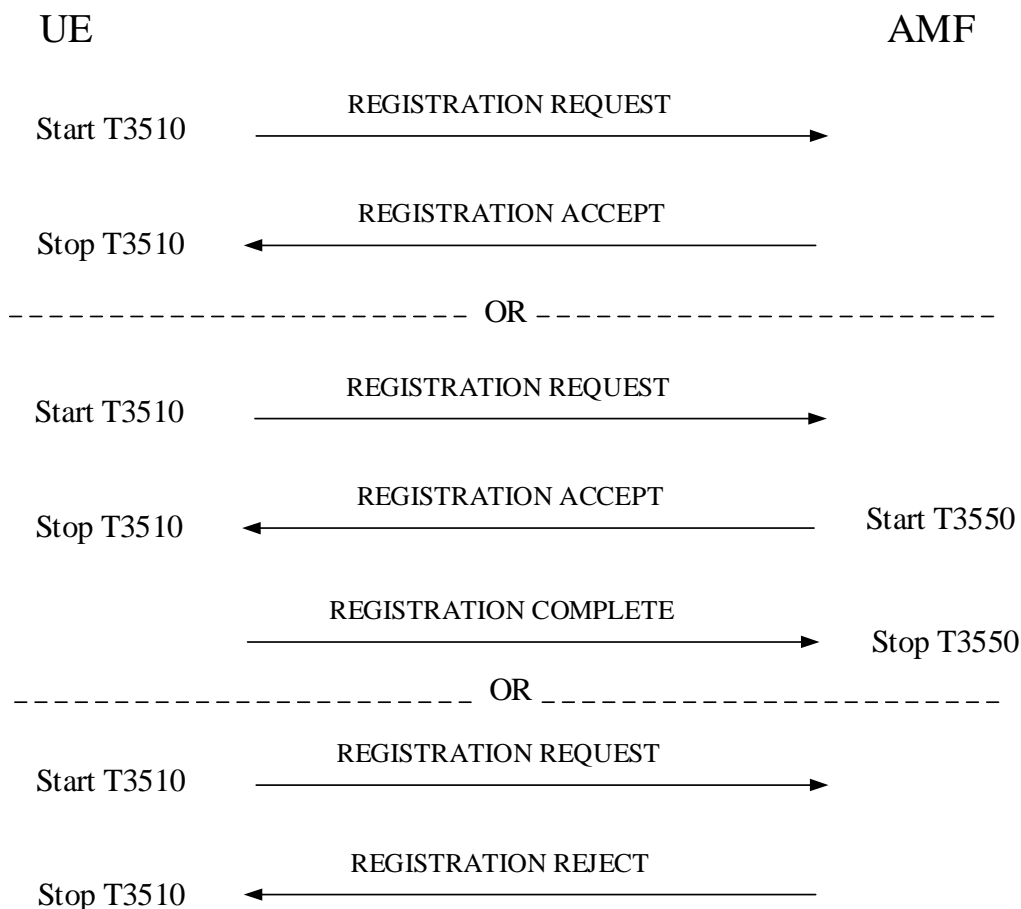 UE AMF
REGISTRATION REQUEST
Start T3510
REGISTRATION ACCEPT
Stop T3510
OR
REGISTRATION REQUEST
Start T3510
REGISTRATION ACCEPT
Stop T3510 Start T3550
REGISTRATION COMPLETE
Stop T3550
OR
REGISTRATION REQUEST
Start T3510
REGISTRATION REJECT
Stop T3510